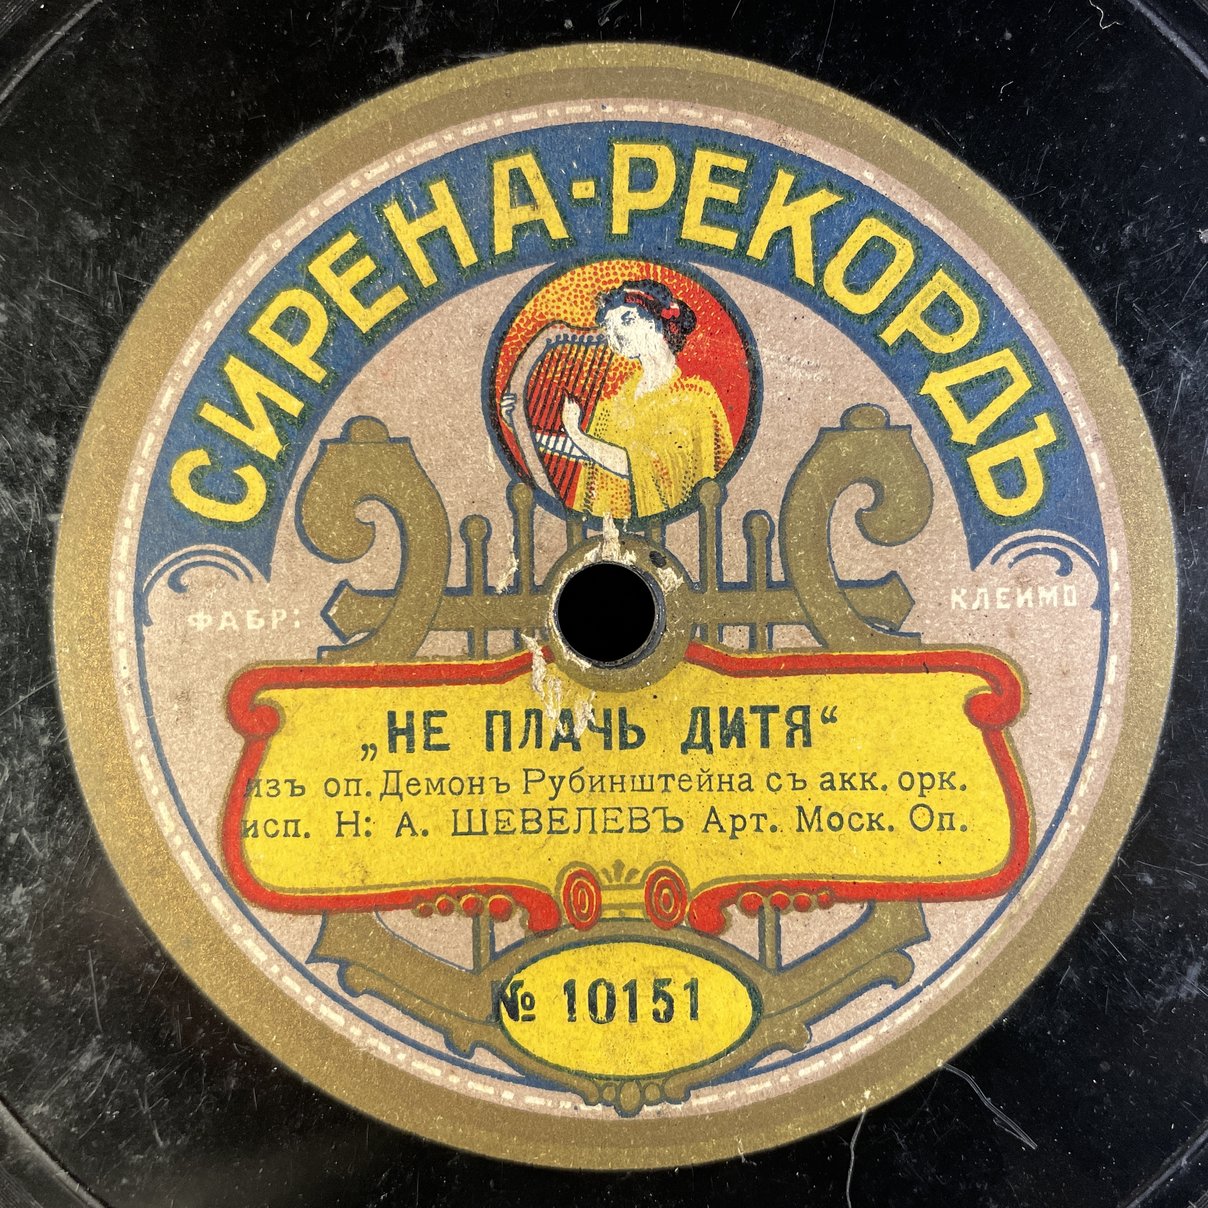 СИРЕНА-РЕКОРДЪ
ФАБР: КЛЕИМО
„НЕ ПЛАЧЬ ДИТЯ“
изъ оп. Демонъ Рубинштейна съ акк. орк.
исп. Н: А. ШЕВЕЛЕВЪ Арт. Моск. Оп.
№ 10151